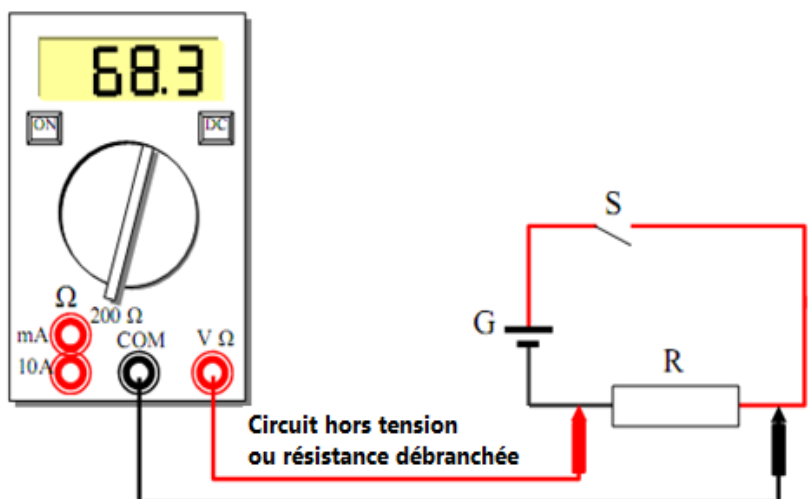 68.3
ON
DC
S
Ω
200 Ω
mA
COM
V Ω
10A
G
R
Circuit hors tension
ou résistance débranchée